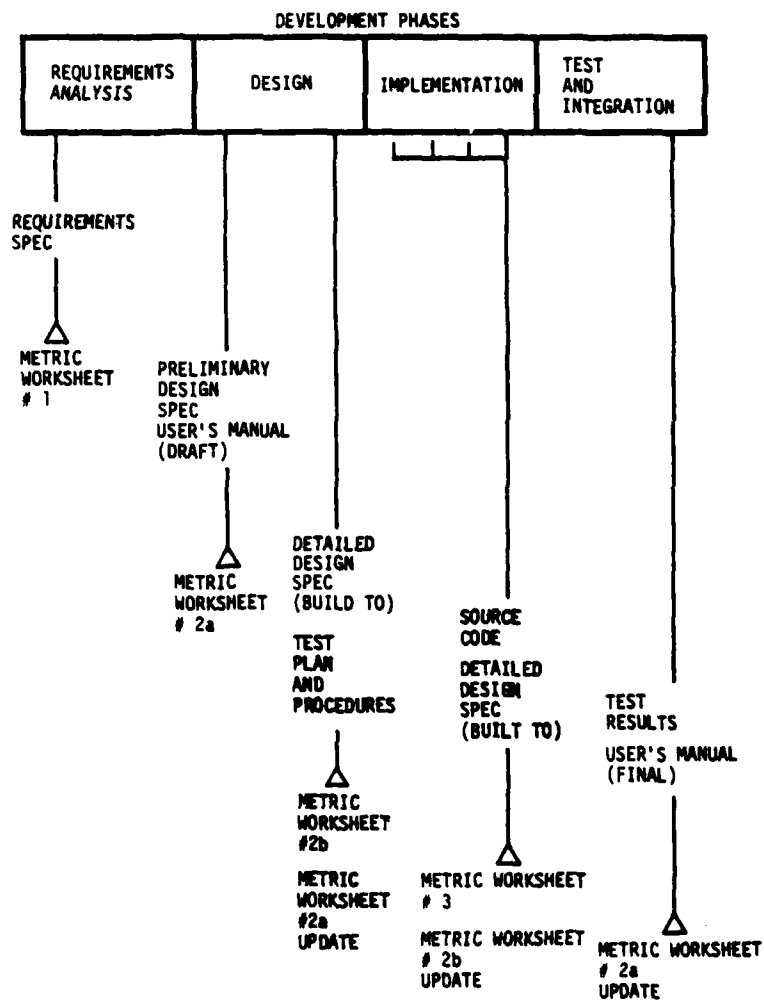 DEVELOPMENT PHASES
REQUIREMENTS
ANALYSIS
DESIGN
IMPLEMENTATION
TEST
AND
INTEGRATION
REQUIREMENTS
SPEC
METRIC
WORKSHEET
# 1
PRELIMINARY
DESIGN
SPEC
USER'S MANUAL
(DRAFT)
METRIC
WORKSHEET
# 2a
DETAILED
DESIGN
SPEC
(BUILD TO)
TEST
PLAN
AND
PROCEDURES
METRIC
WORKSHEET
#2b
METRIC
WORKSHEET
#2a
UPDATE
SOURCE
CODE
DETAILED
DESIGN
SPEC
(BUILT TO)
METRIC WORKSHEET
# 3
METRIC WORKSHEET
# 2b
UPDATE
TEST
RESULTS
USER'S MANUAL
(FINAL)
METRIC WORKSHEET
# 2a
UPDATE